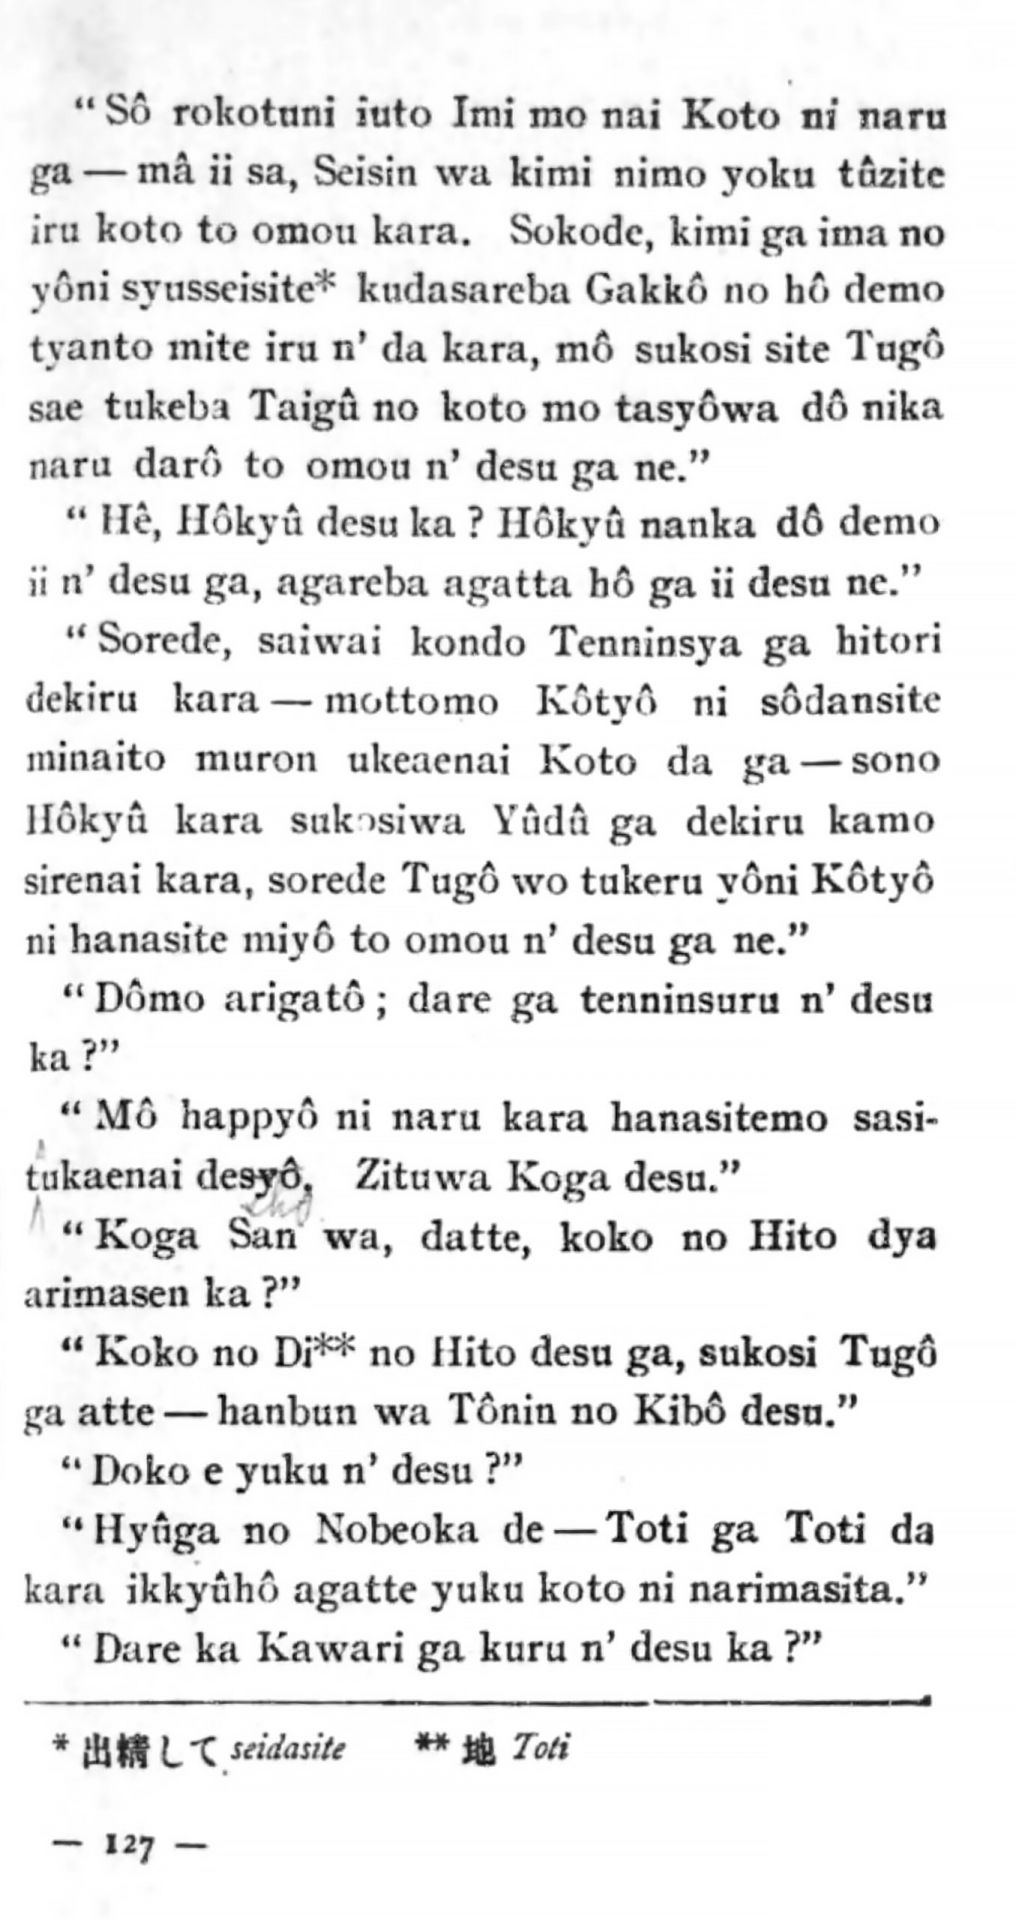 “Sô rokotuni iuto Imi mo nai Koto ni naru
ga — mâ ii sa, Seisin wa kimi nimo yoku tûzite
iru koto to omou kara. Sokode, kimi ga ima no
yôni syusseisite* kudasareba Gakkô no hô demo
tyanto mite iru n’ da kara, mô sukosi site Tugô
sae tukeba Taigû no koto mo tasyôwa dô nika
naru darô to omou n’ desu ga ne.”
“Hê, Hôkyû desu ka ? Hôkyû nanka dô demo
ii n’ desu ga, agareba agatta hô ga ii desu ne.”
“Sorede, saiwai kondo Tenninsya ga hitori
dekiru kara — mottomo Kôtyô ni sôdansite
minaito muron ukeaenai Koto da ga — sono
Hôkyû kara sukosiwa Yûdû ga dekiru kamo
sirenai kara, sorede Tugô wo tukeru yôni Kôtyô
ni hanasite miyô to omou n’ desu ga ne.”
“Dômo arigatô ; dare ga tenninsuru n’ desu
ka ?”
“Mô happyô ni naru kara hanasitemo sasi-
tukaenai desyô. Zituwa Koga desu.”
sho
“Koga San wa, datte, koko no Hito dya
arimasen ka ?”
“Koko no Di** no Hito desu ga, sukosi Tugô
ga atte — hanbun wa Tônin no Kibô desu.”
“Doko e yuku n’ desu ?”
“Hyûga no Nobeoka de — Toti ga Toti da
kara ikkyûhô agatte yuku koto ni narimasita.”
“Dare ka Kawari ga kuru n’ desu ka ?”
* 出精して seidasite ** 地 Toti
— 127 —